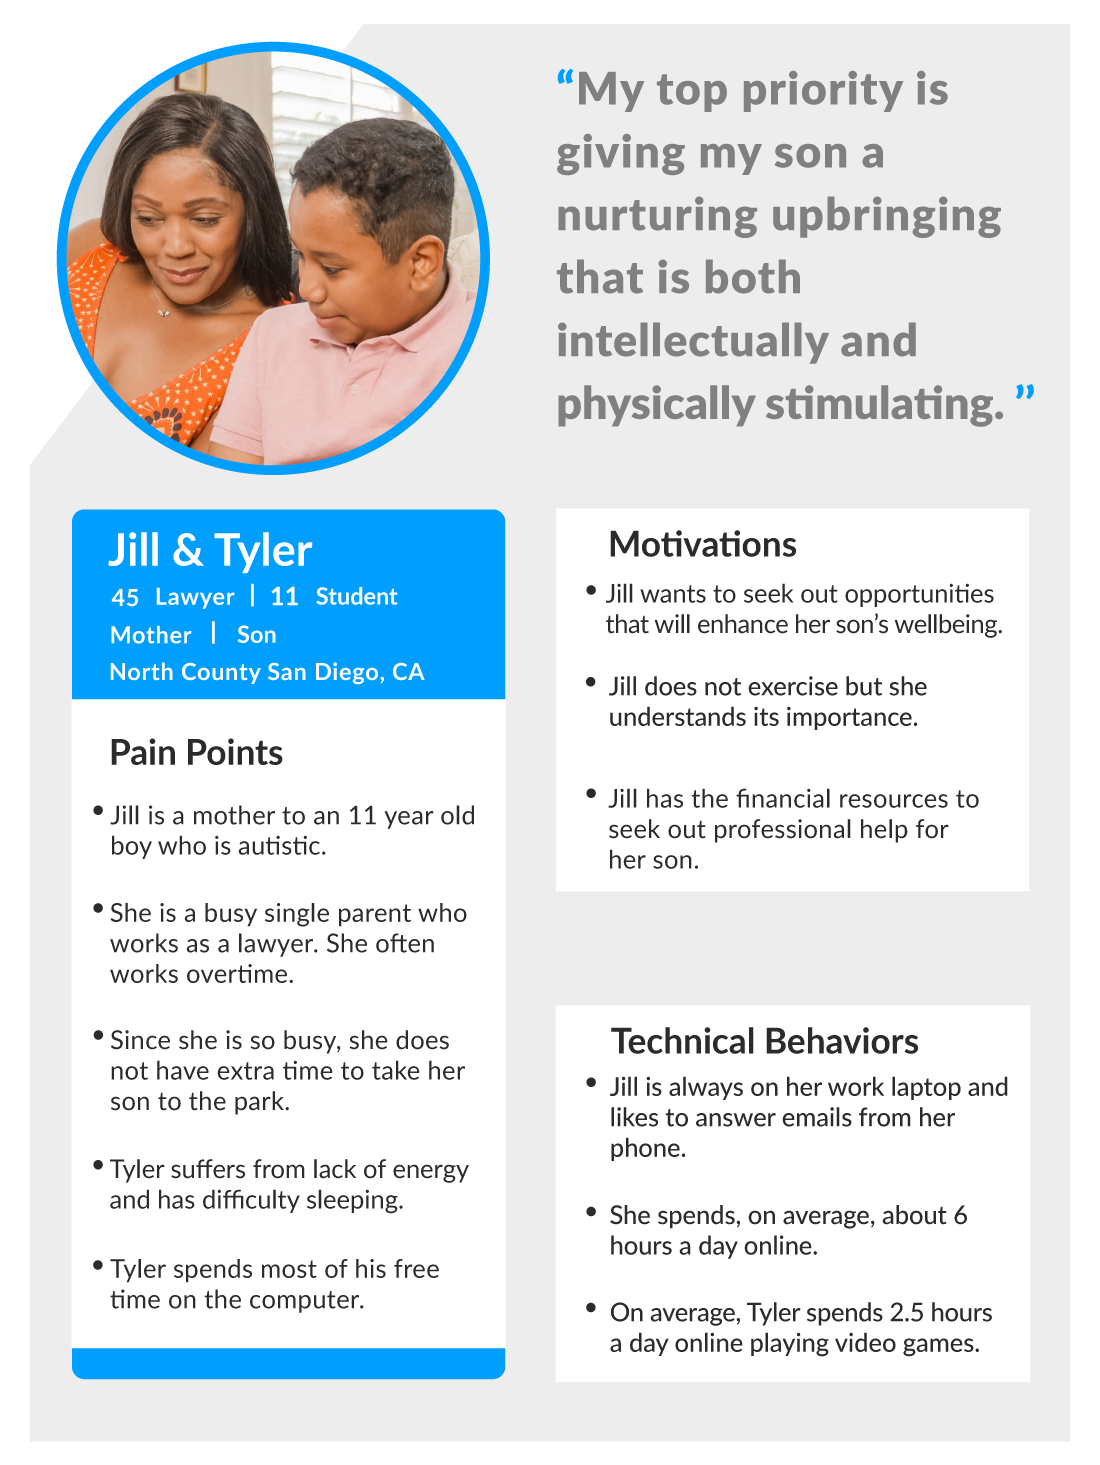 “My top priority is
giving my son a
nurturing upbringing
that is both
intellectually and
physically stimulating. ”
Jill & Tyler
45 Lawyer | 11 Student
Mother | Son
North County San Diego, CA
Pain Points
• Jill is a mother to an 11 year old
boy who is autistic.
• She is a busy single parent who
works as a lawyer. She often
works overtime.
• Since she is so busy, she does
not have extra time to take her
son to the park.
• Tyler suffers from lack of energy
and has difficulty sleeping.
• Tyler spends most of his free
time on the computer.
Motivations
• Jill wants to seek out opportunities
that will enhance her son’s wellbeing.
• Jill does not exercise but she
understands its importance.
• Jill has the financial resources to
seek out professional help for
her son.
Technical Behaviors
• Jill is always on her work laptop and
likes to answer emails from her
phone.
• She spends, on average, about 6
hours a day online.
• On average, Tyler spends 2.5 hours
a day online playing video games.